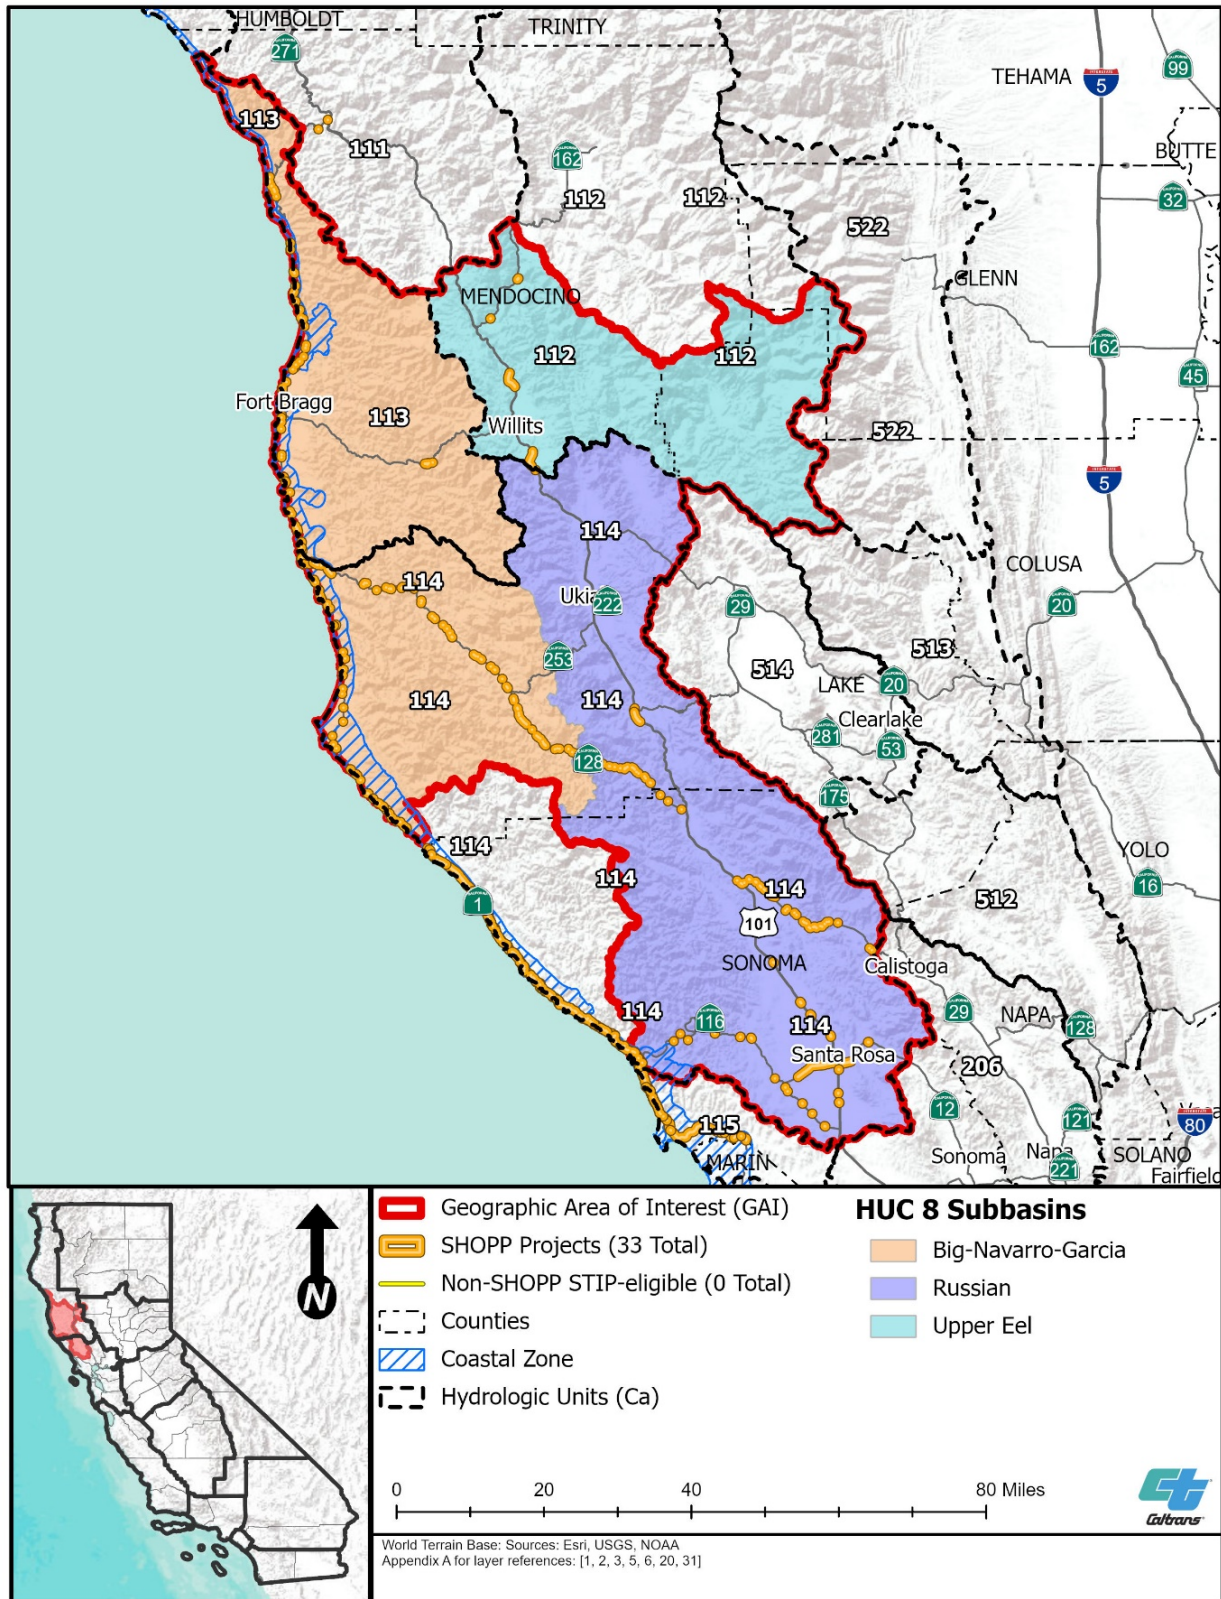 HUMBOLDT
TRINITY
271
TEHAMA
5
99
113
111
162
BUTTE
112
112
32
522
GLENN
MENDOCINO
112
112
162
45
Fort Bragg
113
Willits
522
5
114
COLUSA
114
222
29
20
253
514
513
114
114
LAKE
20
Clearlake
281
53
128
175
114
YOLO
114
114
16
1
512
101
SONOMA
Calistoga
114
116
29
NAPA
128
114
Santa Rosa
206
12
121
80
115
MARIN
Sonoma
Napa
221
SOLANO
Fairfield
N
Geographic Area of Interest (GAI)
SHOPP Projects (33 Total)
Non-SHOPP STIP-eligible (0 Total)
Counties
Coastal Zone
Hydrologic Units (Ca)
HUC 8 Subbasins
Big-Navarro-Garcia
Russian
Upper Eel
0 20 40 80 Miles
Caltrans
World Terrain Base: Sources: Esri, USGS, NOAA
Appendix A for layer references: [1, 2, 3, 5, 6, 20, 31]